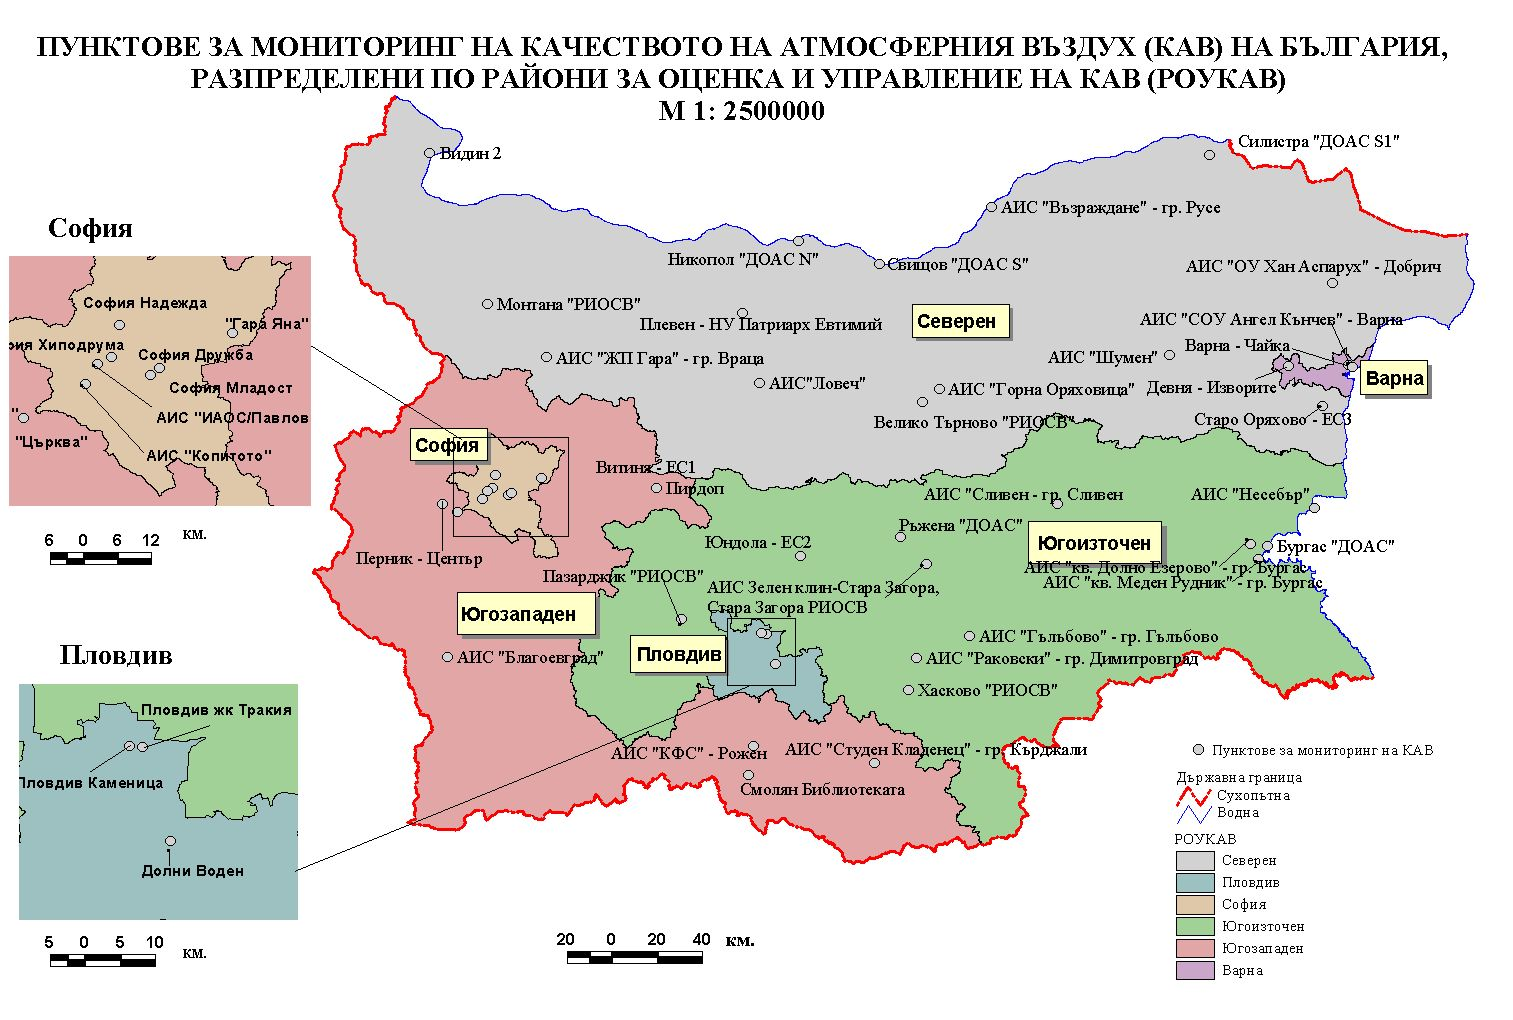 ПУНКТОВЕ ЗА МОНИТОРИНГ НА КАЧЕСТВОТО НА АТМОСФЕРНИЯ ВЪЗДУХ (КАВ) НА БЪЛГАРИЯ,
РАЗПРЕДЕЛЕНИ ПО РАЙОНИ ЗА ОЦЕНКА И УПРАВЛЕНИЕ НА КАВ (РОУКАВ)
М 1: 2500000
Видин 2
Силистра "ДОАС S1"
АИС "Възраждане" - гр. Русе
Никопол "ДОАС N"
Свищов "ДОАС S"
АИС "ОУ Хан Аспарух" - Добрич
Монтана "РИОСВ"
Плевен - НУ Патриарх Евтимий
Северен
АИС "СОУ Ангел Кънчев" - Варна
Варна - Чайка
АИС "ЖП Гара" - гр. Враца
АИС "Шумен"
Варна
АИС"Ловеч"
АИС "Горна Оряховица"
Девня - Изворите
Велико Търново "РИОСВ"
Старо Оряхово - ЕС3
София
Витиня - ЕС1
Пирдоп
АИС "Сливен - гр. Сливен
АИС "Несебър"
Ръжена "ДОАС"
Югоизточен
Перник - Център
Юндола - ЕС2
Бургас "ДОАС"
АИС "кв. Долно Езерово" - гр. Бургас
Пазарджик "РИОСВ"
АИС "кв. Меден Рудник" - гр. Бургас
АИС Зелен клин-Стара Загора,
Стара Загора РИОСВ
Югозападен
Пловдив
АИС "Гълъбово" - гр. Гълъбово
АИС "Благоевград"
АИС "Раковски" - гр. Димитровград
Хасково "РИОСВ"
АИС "КФС" - Рожен
АИС "Студен Кладенец" - гр. Кърджали
Смолян Библиотеката
София
София Надежда
"Гара Яна"
рия Хиподрума
София Дружба
София Младост
"
АИС "ИАОС/Павлов
"Църква"
АИС "Копитото"
6 0 6 12 км.
Пловдив
Пловдив жк Тракия
Пловдив Каменица
Долни Воден
5 0 5 10 км.
20 0 20 40 км.
Пунктове за мониторинг на КАВ
Държавна граница
Сухопътна
Водна
РОУКАВ
Северен
Пловдив
София
Югоизточен
Югозападен
Варна